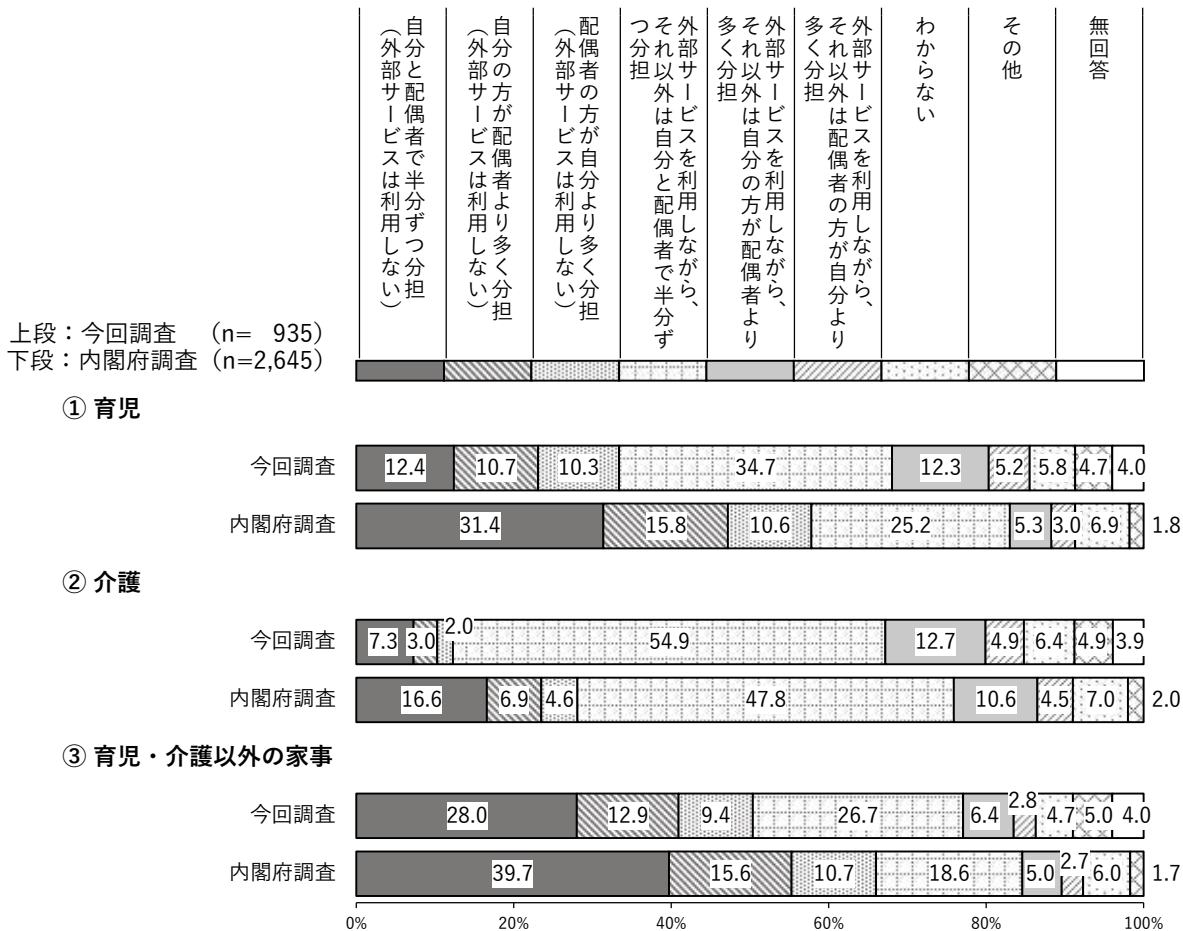 自分と配偶者で半分ずつ分担
（外部サービスは利用しない）
自分の方が配偶者より多く分担
（外部サービスは利用しない）
配偶者の方が自分より多く分担
（外部サービスは利用しない）
外部サービスを利用しながら、
それ以外は自分と配偶者で半分ず
つ分担
外部サービスを利用しながら、
それ以外は自分の方が配偶者より
多く分担
外部サービスを利用しながら、
それ以外は配偶者の方が自分より
多く分担
わからない
その他
無回答
上段：今回調査 （n= 935）
下段：内閣府調査（n=2,645）
① 育児
今回調査 12.4 10.7 10.3 34.7 12.3 5.2 5.8 4.7 4.0
内閣府調査 31.4 15.8 10.6 25.2 5.3 3.0 6.9 1.8
② 介護
今回調査 7.3 3.0 2.0 54.9 12.7 4.9 6.4 4.9 3.9
内閣府調査 16.6 6.9 4.6 47.8 10.6 4.5 7.0 2.0
③ 育児・介護以外の家事
今回調査 28.0 12.9 9.4 26.7 6.4 2.8 4.7 5.0 4.0
内閣府調査 39.7 15.6 10.7 18.6 5.0 2.7 6.0 1.7
0% 20% 40% 60% 80% 100%